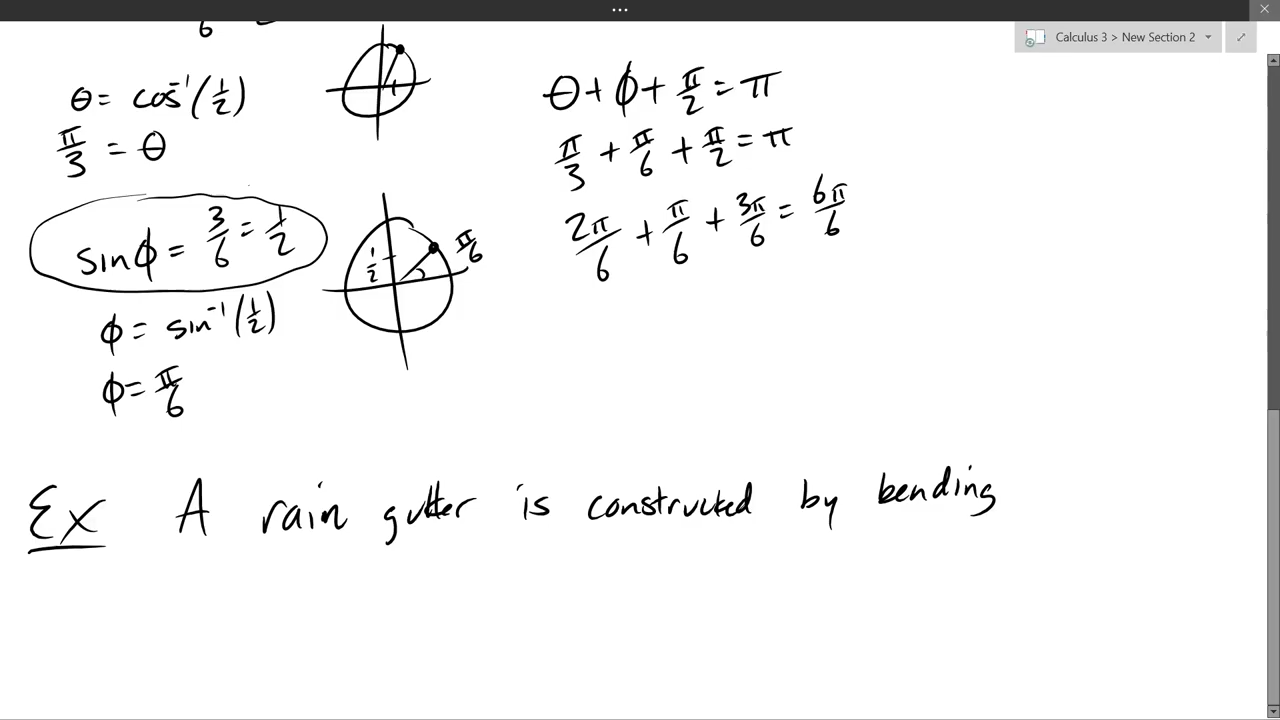 Calculus 3 > New Section 2
6
θ = cos⁻¹(1/2)
π/3 = θ
sinϕ = 3/6 = 1/2
ϕ = sin⁻¹(1/2)
ϕ = π/6
1/2
π/6
θ + ϕ + π/2 = π
π/3 + π/6 + π/2 = π
2π/6 + π/6 + 3π/6 = 6π/6
Ex A rain gutter is constructed by bending